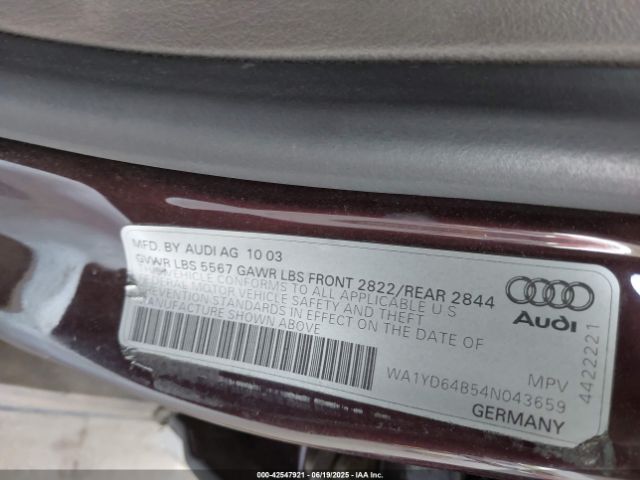 MFD. BY AUDI AG 10 03
GVWR LBS 5567 GAWR LBS FRONT 2822/REAR 2844
THIS VEHICLE CONFORMS TO ALL APPLICABLE U S
FEDERAL MOTOR VEHICLE SAFETY AND THEFT
PREVENTION STANDARDS IN EFFECT ON THE DATE OF
MANUFACTURE SHOWN ABOVE
Audi
WA1YD64B54N043659
MPV
GERMANY
4422221
000-42547921 - 06/19/2025 - IAA Inc.